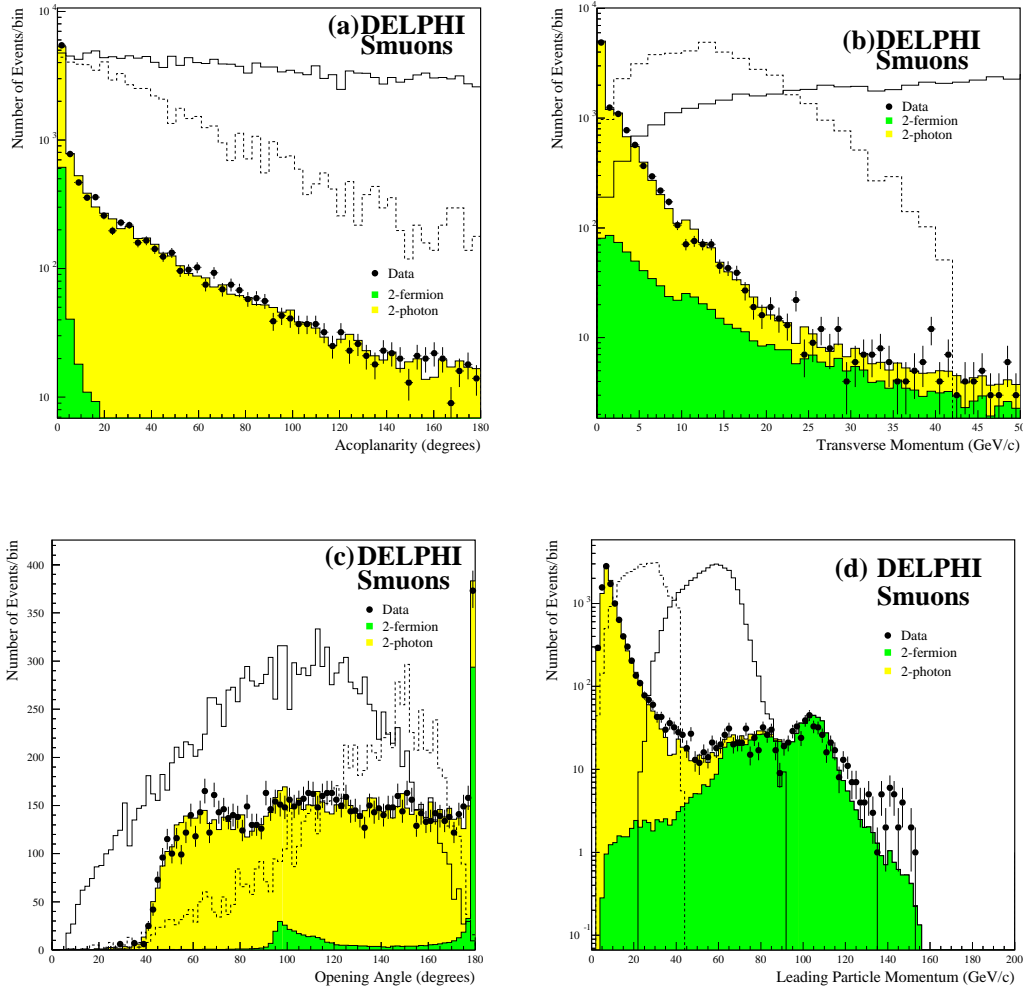 (a) DELPHI
Smuons
Number of Events/bin
10^4
10^3
10^2
10
Data
2-fermion
2-photon
0 20 40 60 80 100 120 140 160 180
Acoplanarity (degrees)
(b) DELPHI
Smuons
Number of Events/bin
10^4
10^3
10^2
10
Data
2-fermion
2-photon
0 5 10 15 20 25 30 35 40 45 50
Transverse Momentum (GeV/c)
(c) DELPHI
Smuons
Number of Events/bin
400
350
300
250
200
150
100
50
0
Data
2-fermion
2-photon
0 20 40 60 80 100 120 140 160 180
Opening Angle (degrees)
(d) DELPHI
Smuons
Number of Events/bin
10^3
10^2
10
1
10^-1
Data
2-fermion
2-photon
0 20 40 60 80 100 120 140 160 180 200
Leading Particle Momentum (GeV/c)